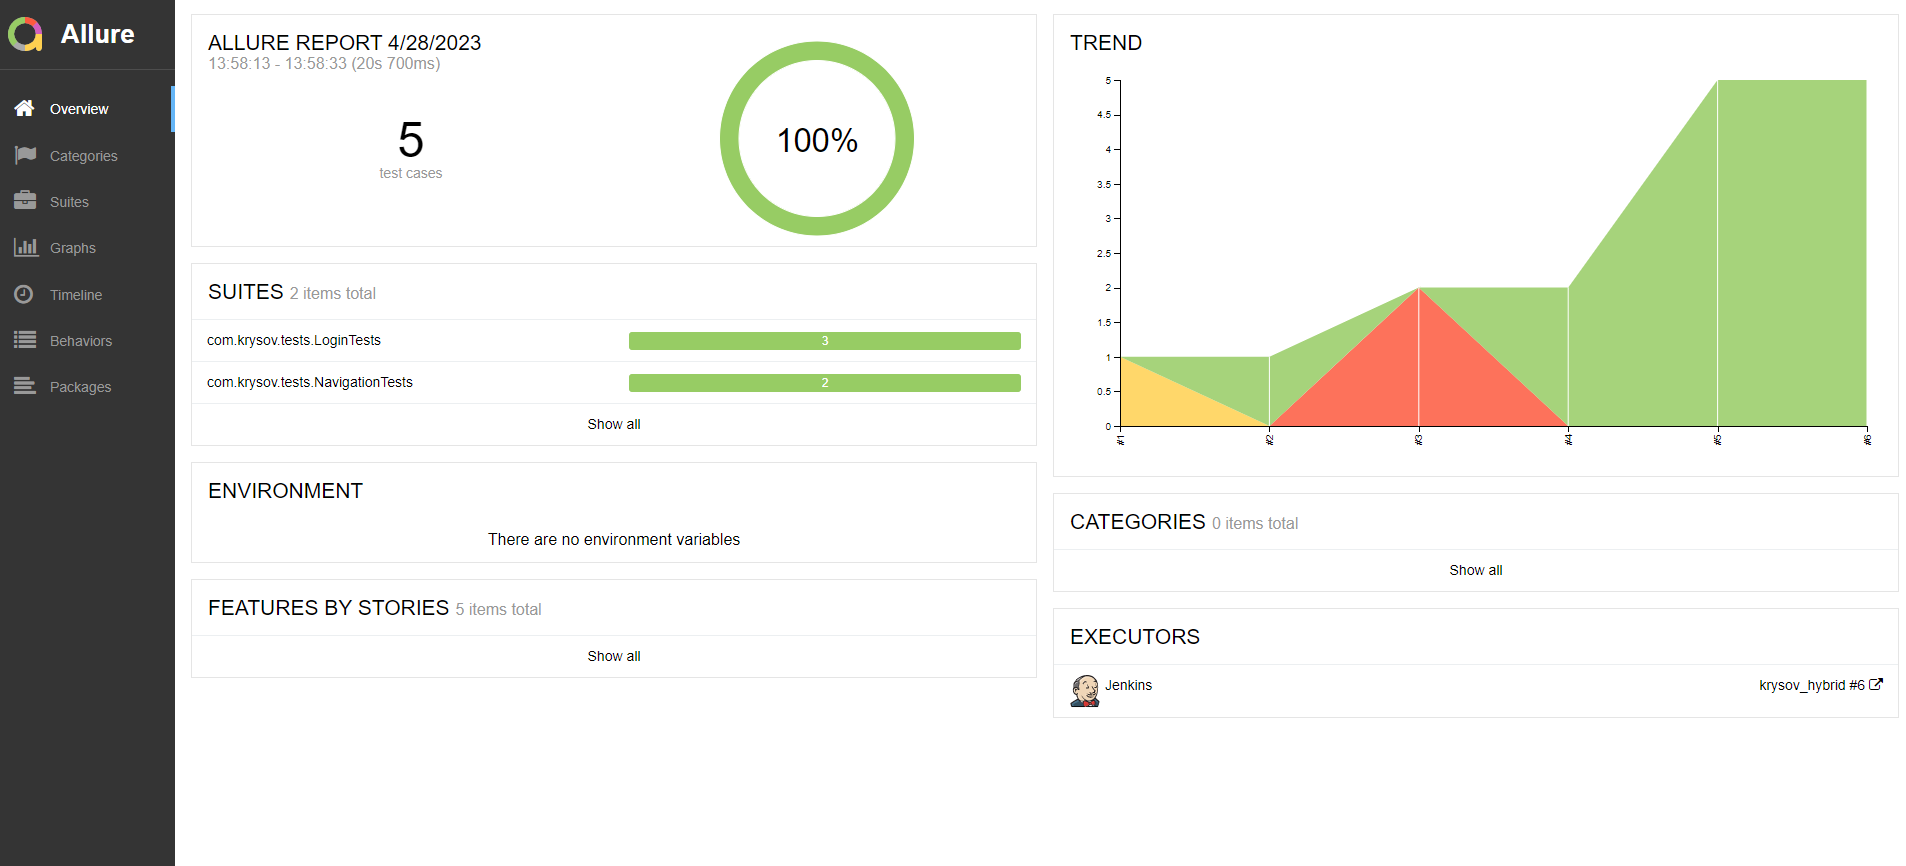 Allure
Overview
Categories
Suites
Graphs
Timeline
Behaviors
Packages
ALLURE REPORT 4/28/2023
13:58:13 - 13:58:33 (20s 700ms)
5
test cases
100%
SUITES 2 items total
com.krysov.tests.LoginTests 3
com.krysov.tests.NavigationTests 2
Show all
ENVIRONMENT
There are no environment variables
FEATURES BY STORIES 5 items total
Show all
TREND
5
4.5
4
3.5
3
2.5
2
1.5
1
0.5
0
#1 #2 #3 #4 #5 #6
CATEGORIES 0 items total
Show all
EXECUTORS
Jenkins krysov_hybrid #6